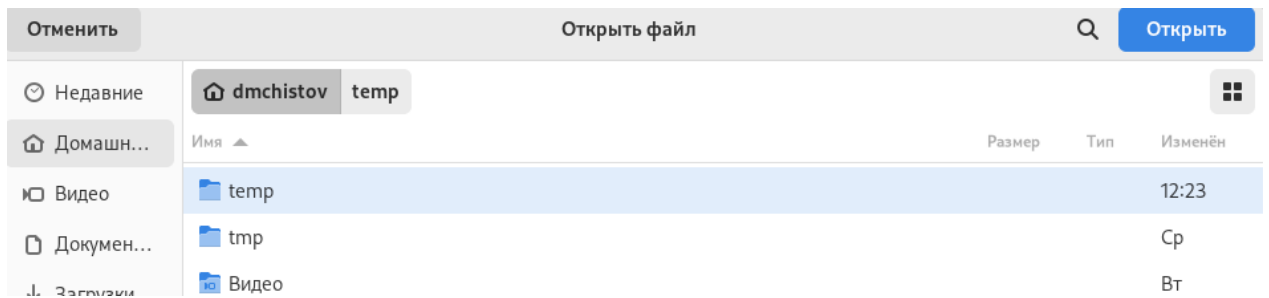 Отменить Открыть файл Открыть
Недавние dmchistov temp
Домашн... Имя Размер Тип Изменён
Видео temp 12:23
Докумен... tmp Ср
Загрузки Видео Вт